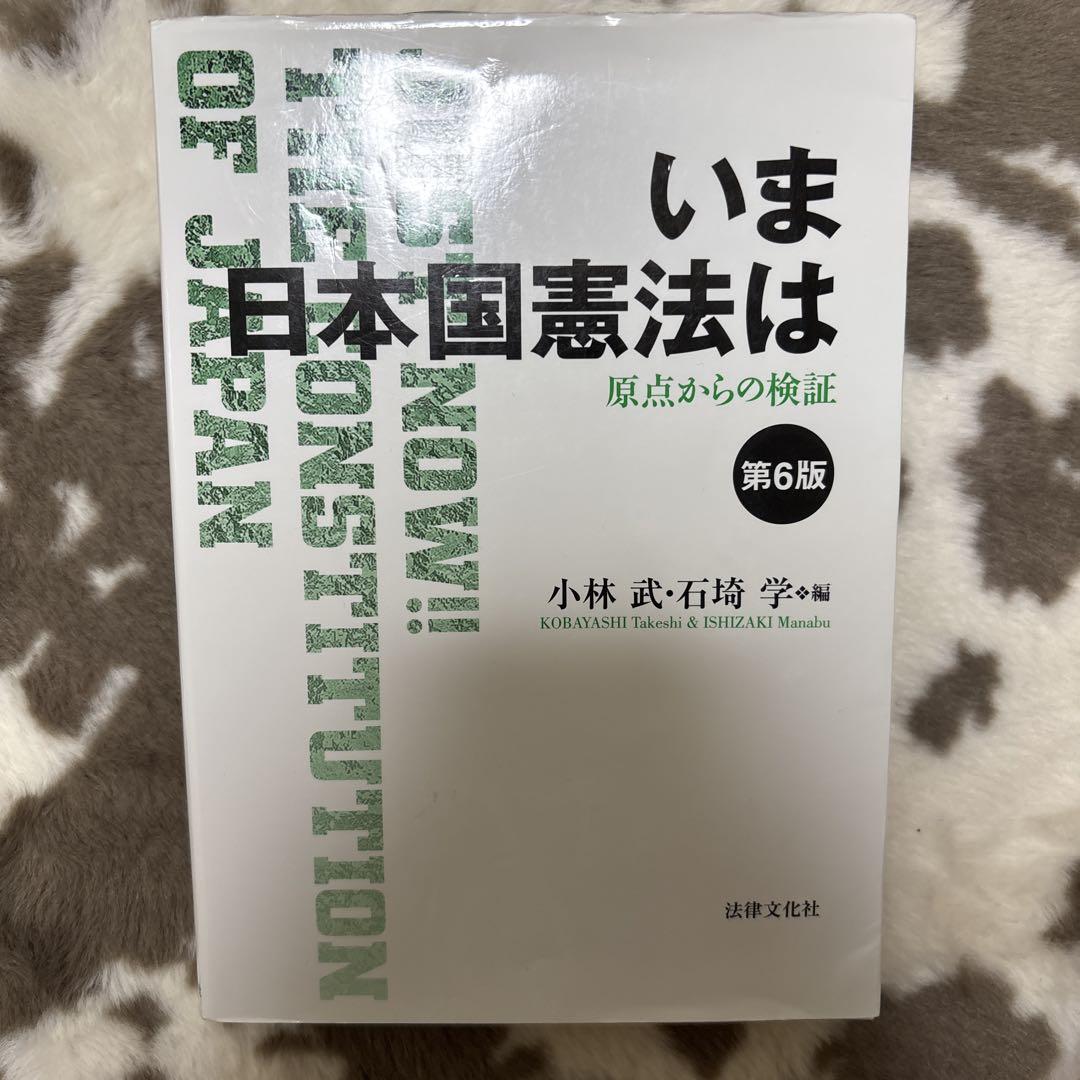 いま
日本国憲法は
原点からの検証
第6版
小林 武・石埼 学❖編
KOBAYASHI Takeshi & ISHIZAKI Manabu
法律文化社
JUST NOW!!
THE CONSTITUTION
OF JAPAN